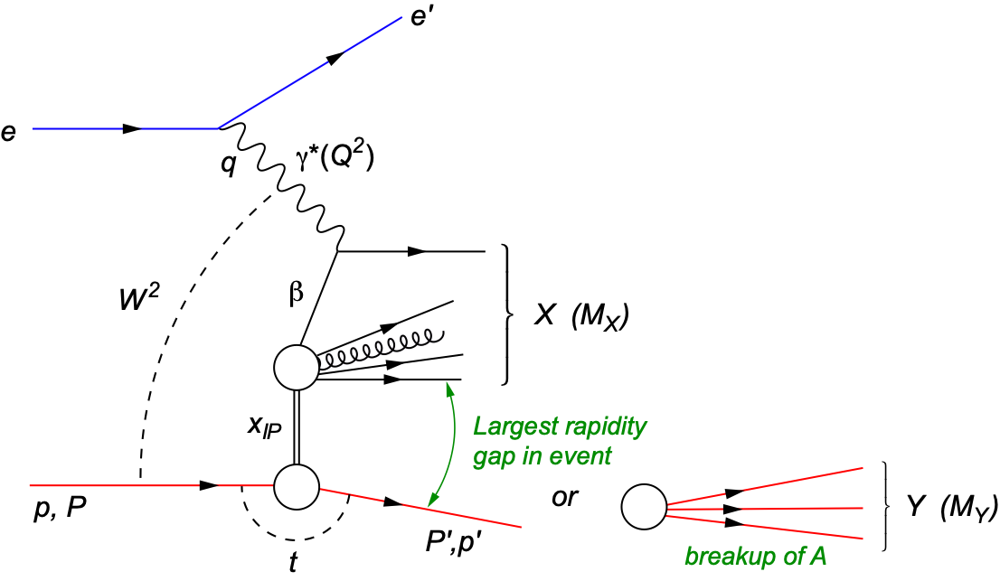 e'
e
q
γ*(Q²)
W²
β
X (M_X)
x_IP
Largest rapidity
gap in event
p, P
or
P',p'
Y (M_Y)
t
breakup of A